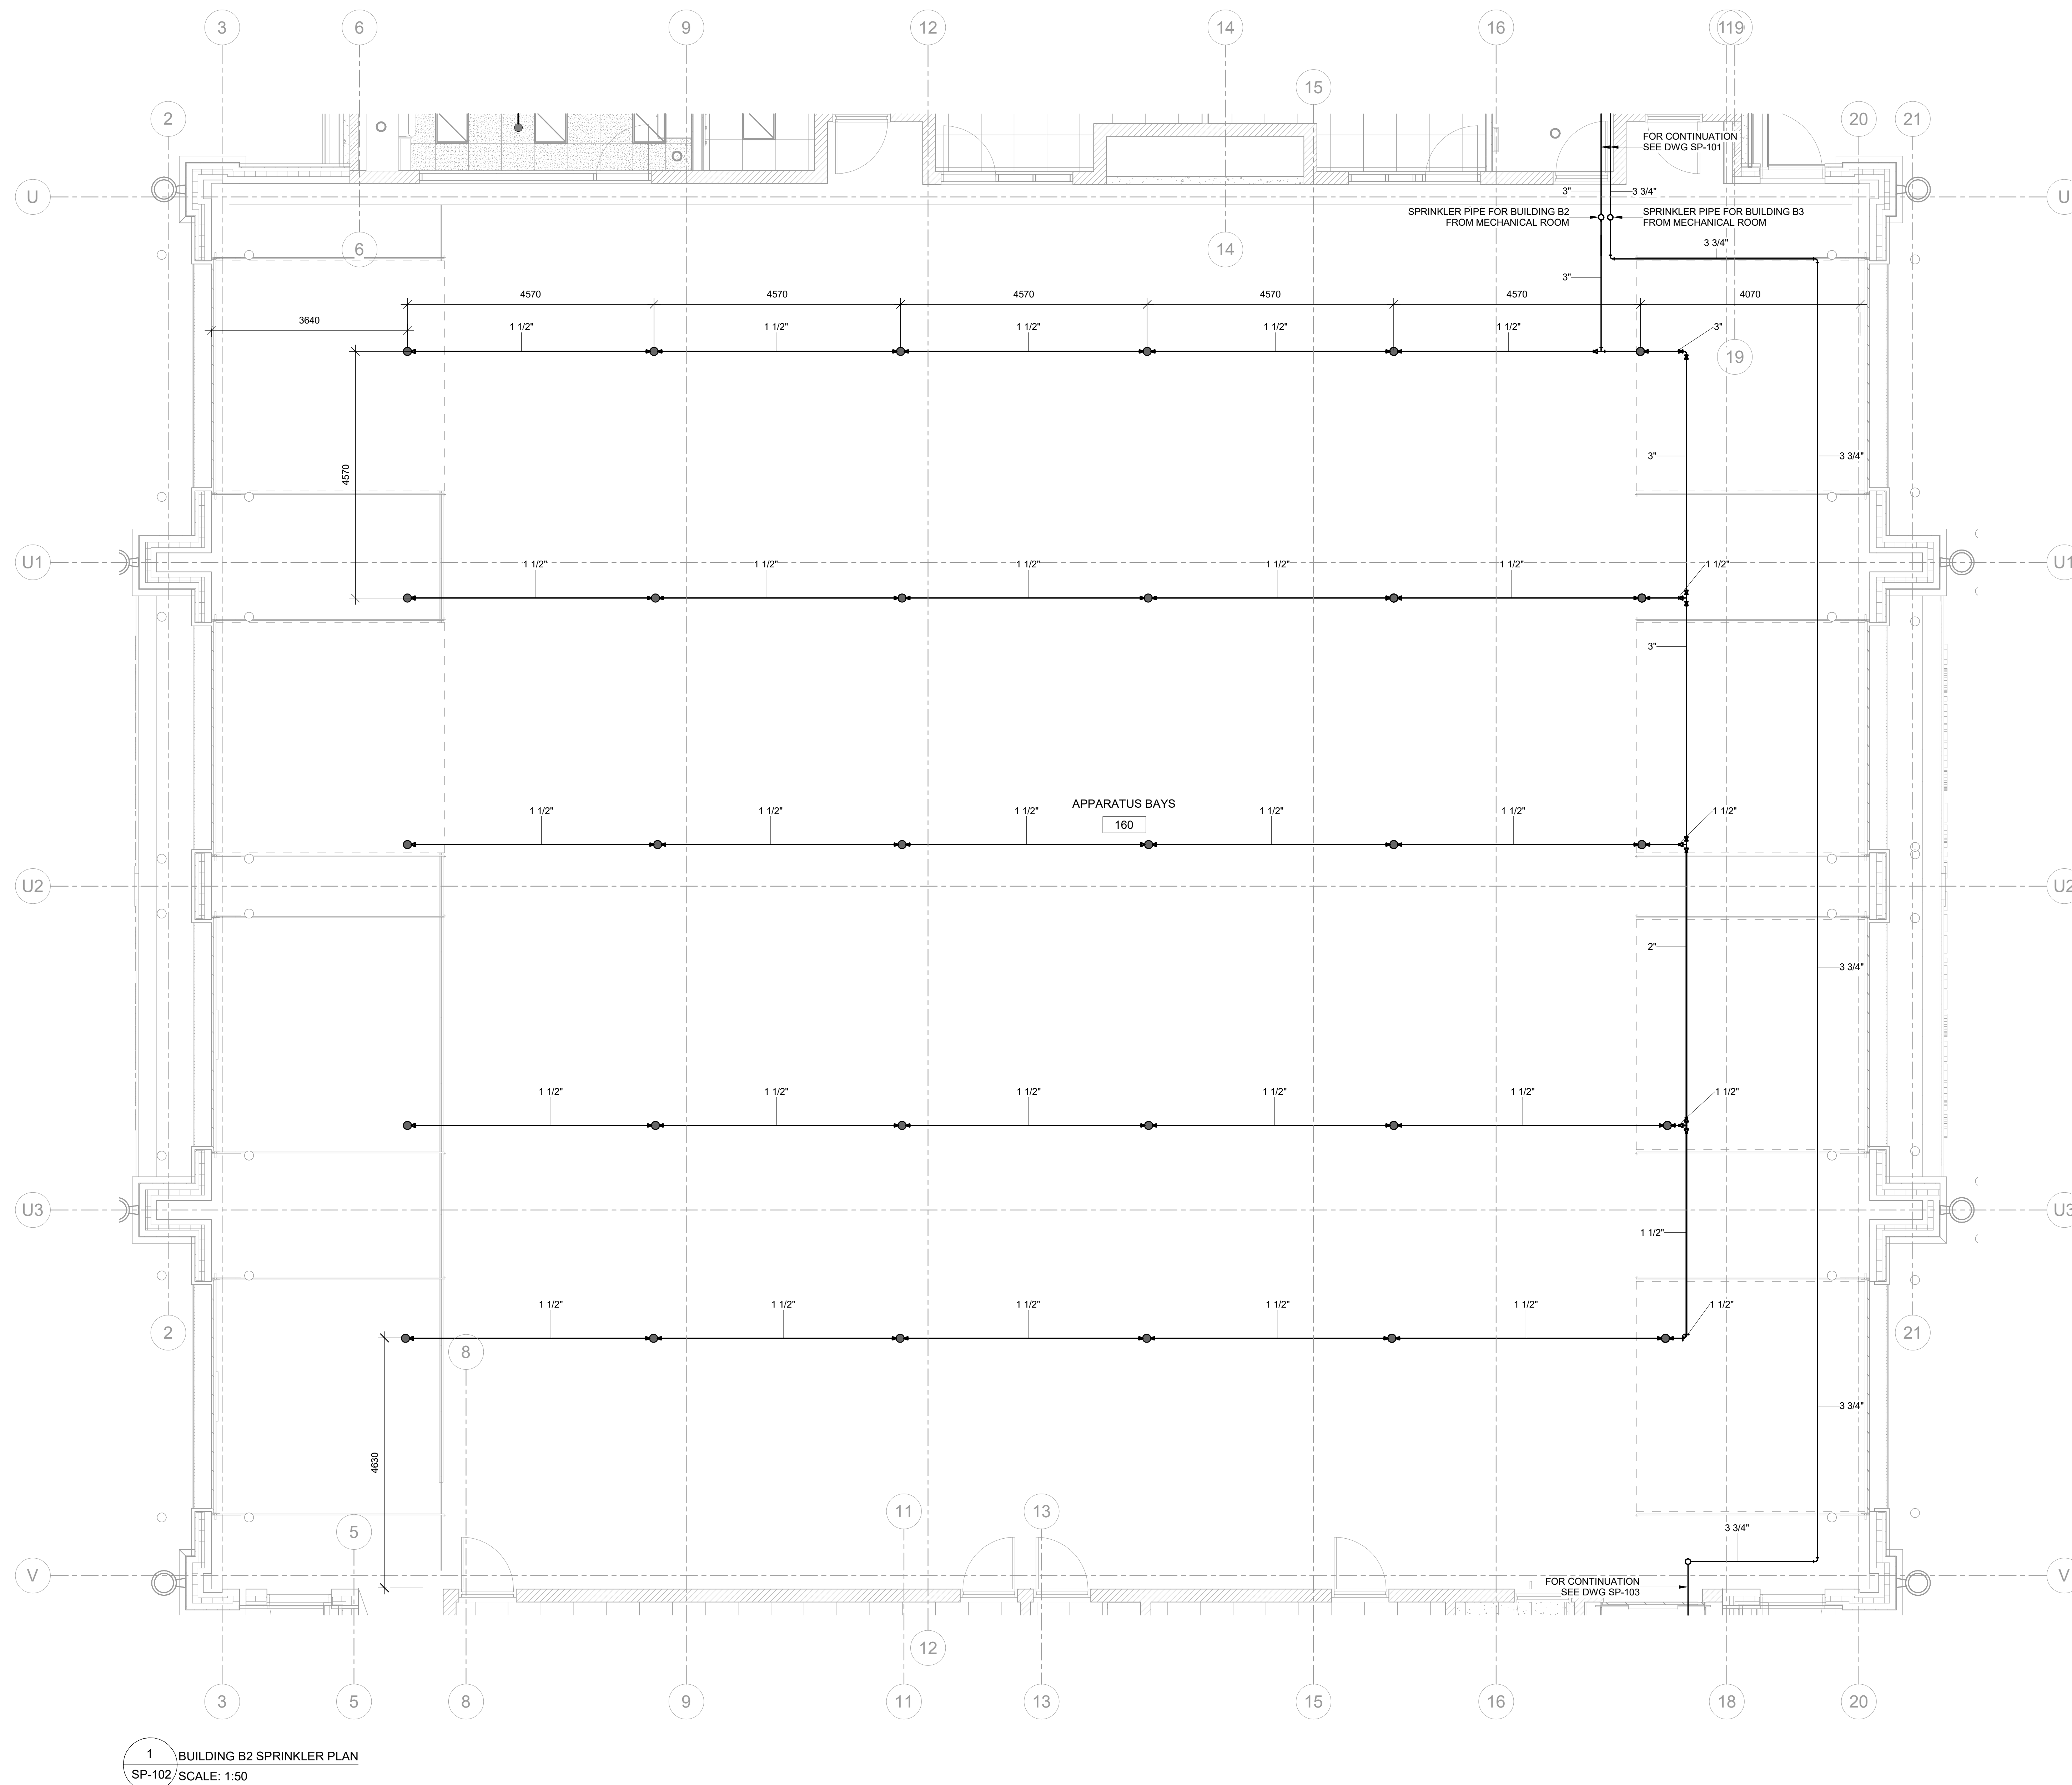 3 6 9 12 14 16 18 19
15
2 20 21
FOR CONTINUATION
SEE DWG SP-101
U U
3" 3 3/4"
SPRINKLER PIPE FOR BUILDING B2
FROM MECHANICAL ROOM
SPRINKLER PIPE FOR BUILDING B3
FROM MECHANICAL ROOM
6 14
3 3/4"
3"
4570 4570 4570 4570 4570 4070
3640
1 1/2" 1 1/2" 1 1/2" 1 1/2" 1 1/2" 3"
19
4570
3" 3 3/4"
U1 U1
1 1/2" 1 1/2" 1 1/2" 1 1/2" 1 1/2" 1 1/2"
3"
APPARATUS BAYS
160
1 1/2" 1 1/2" 1 1/2" 1 1/2" 1 1/2" 1 1/2"
U2 U2
2"
3 3/4"
1 1/2" 1 1/2" 1 1/2" 1 1/2" 1 1/2" 1 1/2"
U3 U3
1 1/2"
1 1/2" 1 1/2" 1 1/2" 1 1/2" 1 1/2" 1 1/2"
2 21
8
3 3/4"
4630
11 13
5
3 3/4"
V V
FOR CONTINUATION
SEE DWG SP-103
12
3 5 8 9 11 13 15 16 18 20
1
SP-102
BUILDING B2 SPRINKLER PLAN
SCALE: 1:50